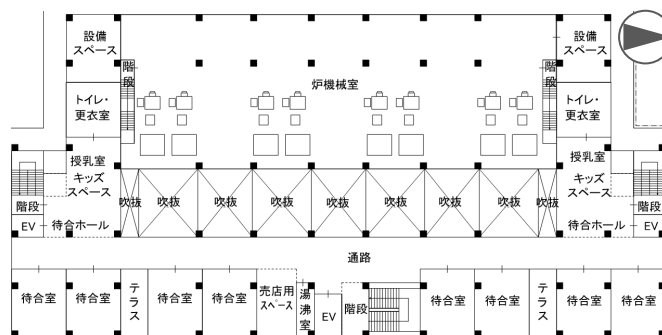 設備
スペース
階段
炉機械室
階段
設備
スペース
トイレ・
更衣室
トイレ・
更衣室
授乳室
キッズ
スペース
階段
EV
待合ホール
吹抜
吹抜
吹抜
吹抜
吹抜
吹抜
吹抜
吹抜
吹抜
授乳室
キッズ
スペース
待合ホール
階段
EV
通路
待合室
待合室
テラス
待合室
待合室
売店用
スペース
湯沸室
EV
階段
待合室
待合室
テラス
待合室
待合室